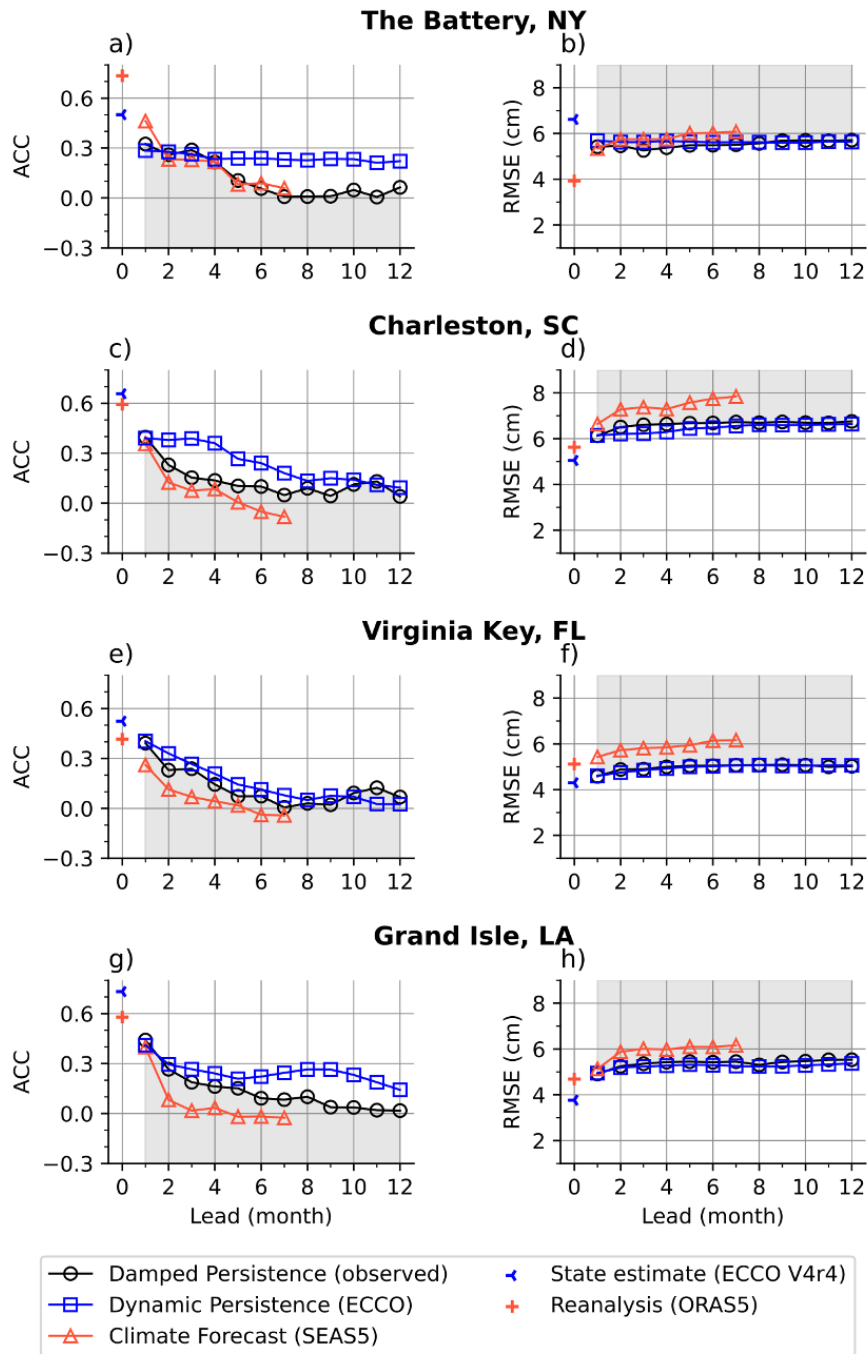 The Battery, NY
a)
b)
ACC
0.6
0.3
0.0
−0.3
0 2 4 6 8 10 12
RMSE (cm)
8
6
4
2
0 2 4 6 8 10 12
Charleston, SC
c)
d)
ACC
0.6
0.3
0.0
−0.3
0 2 4 6 8 10 12
RMSE (cm)
8
6
4
2
0 2 4 6 8 10 12
Virginia Key, FL
e)
f)
ACC
0.6
0.3
0.0
−0.3
0 2 4 6 8 10 12
RMSE (cm)
8
6
4
2
0 2 4 6 8 10 12
Grand Isle, LA
g)
h)
ACC
0.6
0.3
0.0
−0.3
0 2 4 6 8 10 12
Lead (month)
RMSE (cm)
8
6
4
2
0 2 4 6 8 10 12
Lead (month)
Damped Persistence (observed)
Dynamic Persistence (ECCO)
Climate Forecast (SEAS5)
State estimate (ECCO V4r4)
Reanalysis (ORAS5)